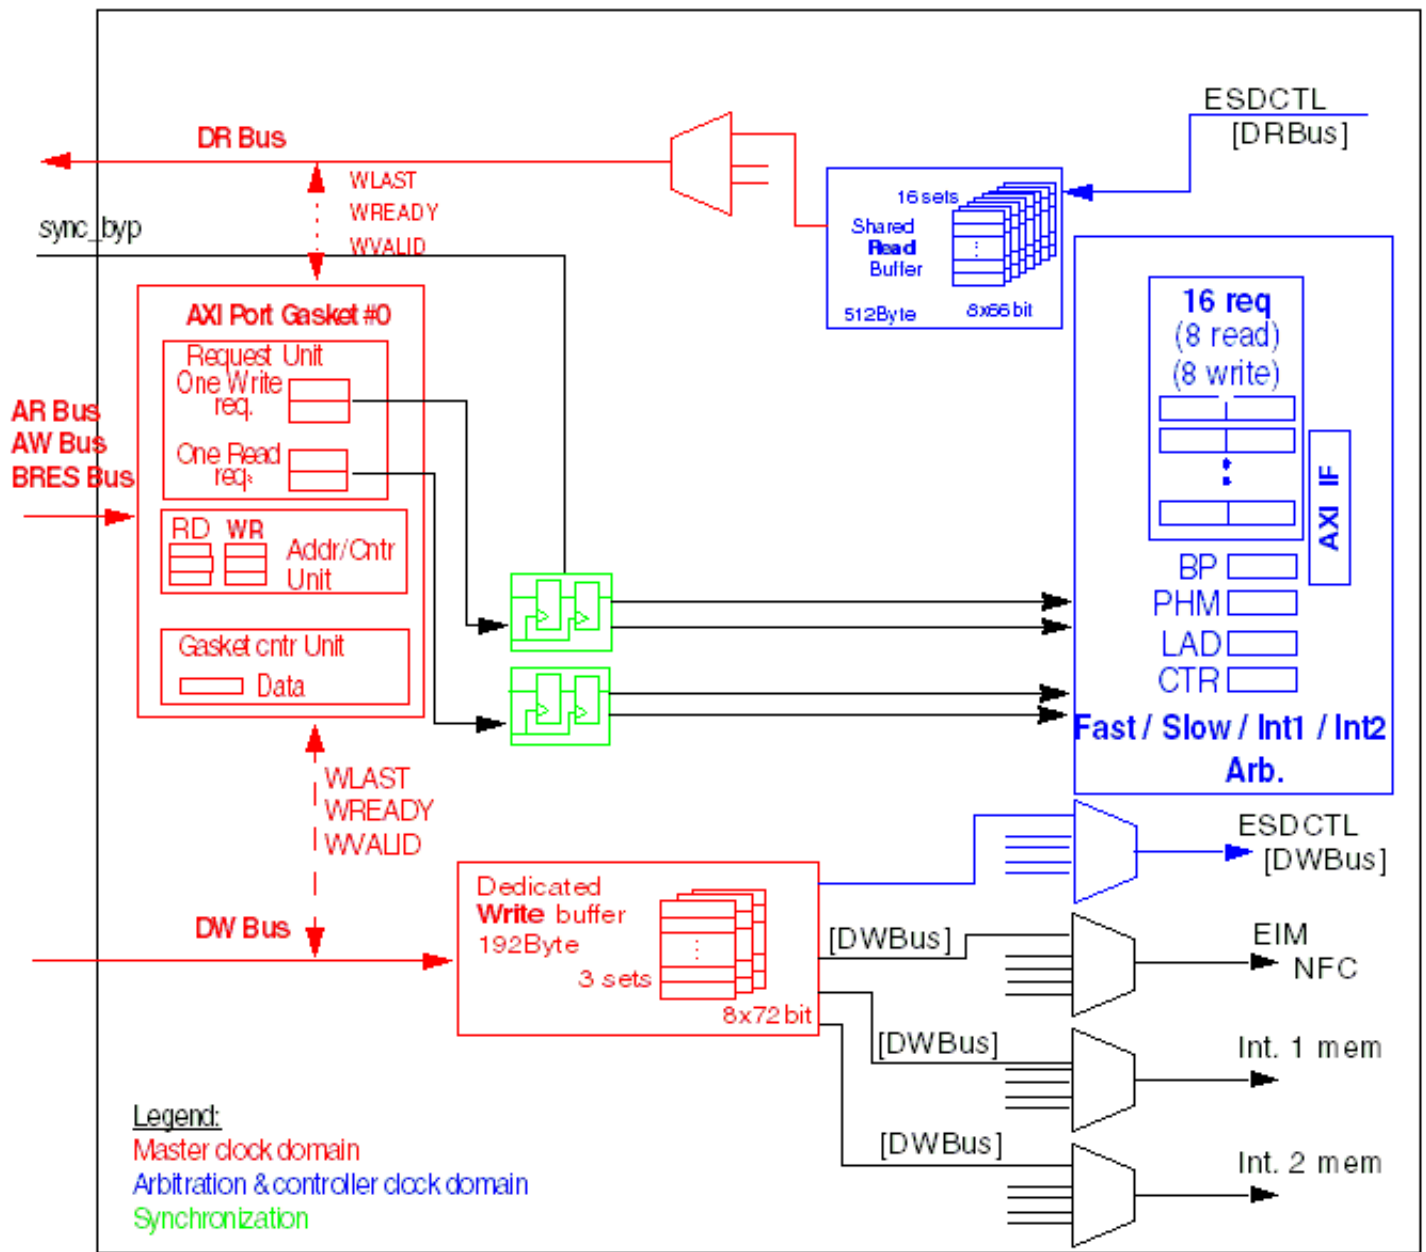 ESDCTL
[DRBus]
DR Bus
WLAST
WREADY
WVALID
sync_byp
16 sets
Shared
Read
Buffer
512Byte
8x66 bit
AXI Port Gasket #0
Request Unit
One Write
req.
One Read
req.
AR Bus
AW Bus
BRES Bus
RD WR
Addr/Cntr
Unit
Gasket cntr Unit
Data
16 req
(8 read)
(8 write)
AXI IF
BP
PHM
LAD
CTR
Fast / Slow / Int1 / Int2
Arb.
WLAST
WREADY
WVALID
DW Bus
Dedicated
Write buffer
192Byte
3 sets
8x72 bit
ESDCTL
[DWBus]
[DWBus]
EIM
NFC
[DWBus]
Int. 1 mem
[DWBus]
Int. 2 mem
Legend:
Master clock domain
Arbitration & controller clock domain
Synchronization